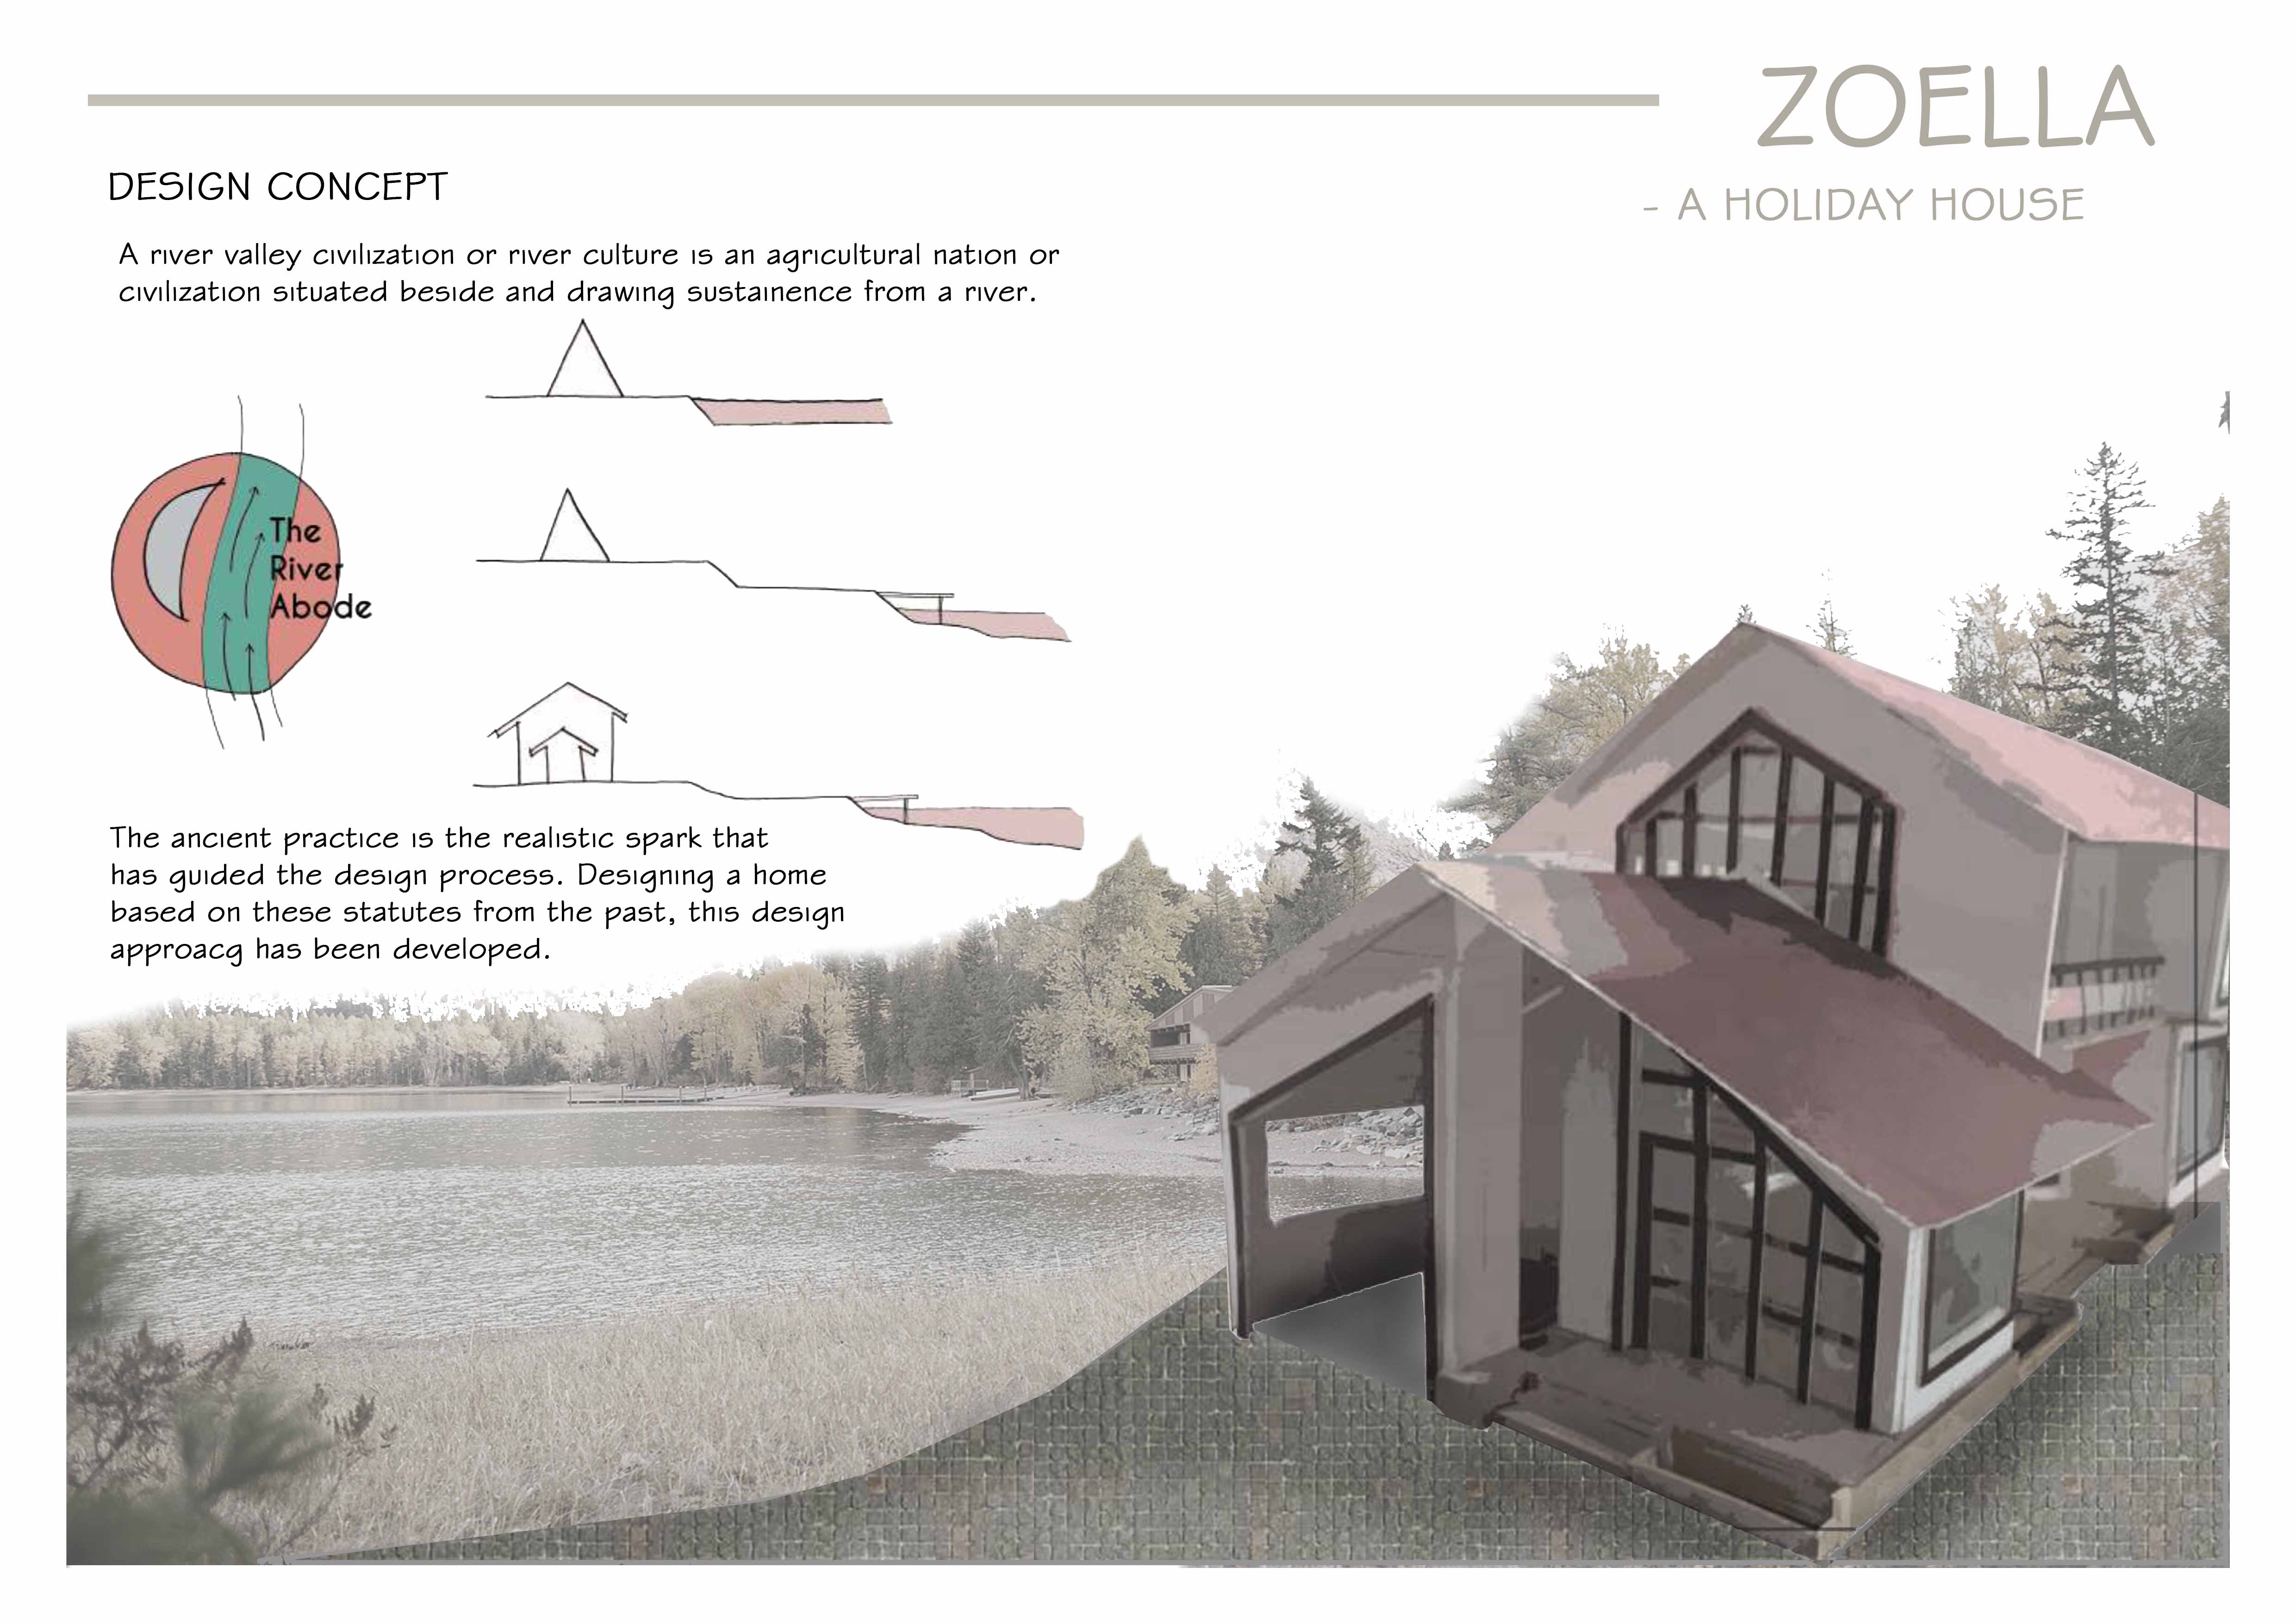 ZOELLA
- A HOLIDAY HOUSE
DESIGN CONCEPT
A river valley civilization or river culture is an agricultural nation or
civilization situated beside and drawing sustainence from a river.
The
River
Abode
The ancient practice is the realistic spark that
has guided the design process. Designing a home
based on these statutes from the past, this design
approacg has been developed.